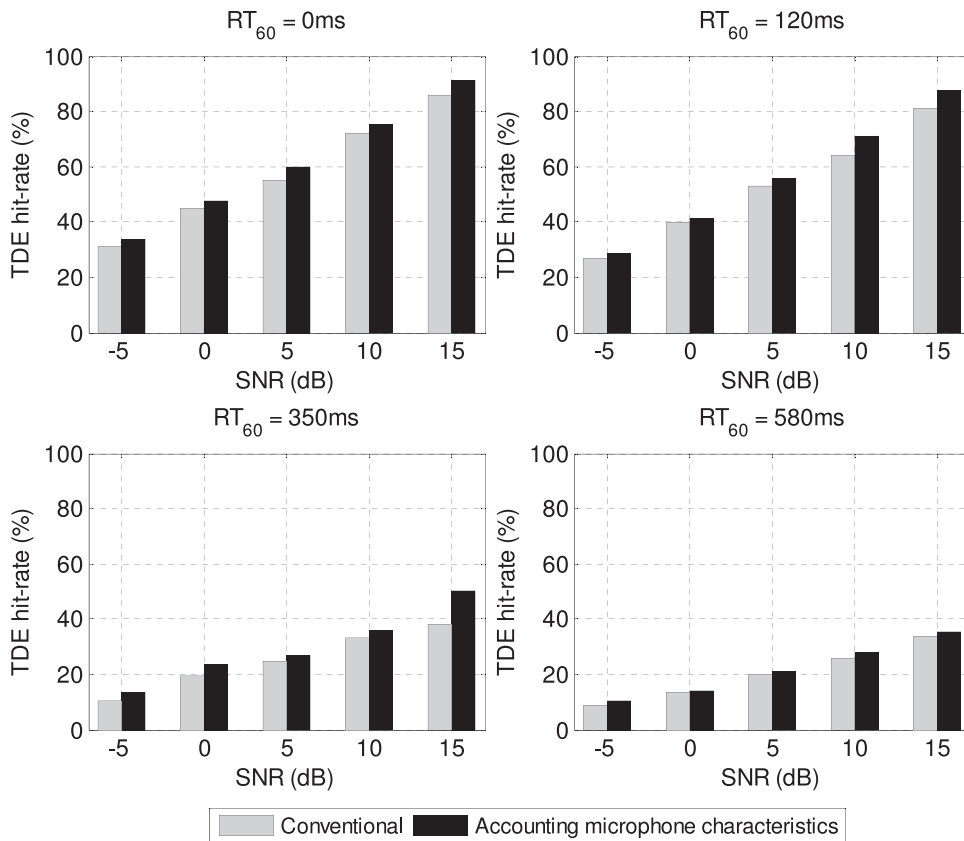 RT60 = 0ms
TDE hit-rate (%)
100
80
60
40
20
0
-5 0 5 10 15
SNR (dB)
RT60 = 120ms
TDE hit-rate (%)
100
80
60
40
20
0
-5 0 5 10 15
SNR (dB)
RT60 = 350ms
TDE hit-rate (%)
100
80
60
40
20
0
-5 0 5 10 15
SNR (dB)
RT60 = 580ms
TDE hit-rate (%)
100
80
60
40
20
0
-5 0 5 10 15
SNR (dB)
Conventional Accounting microphone characteristics